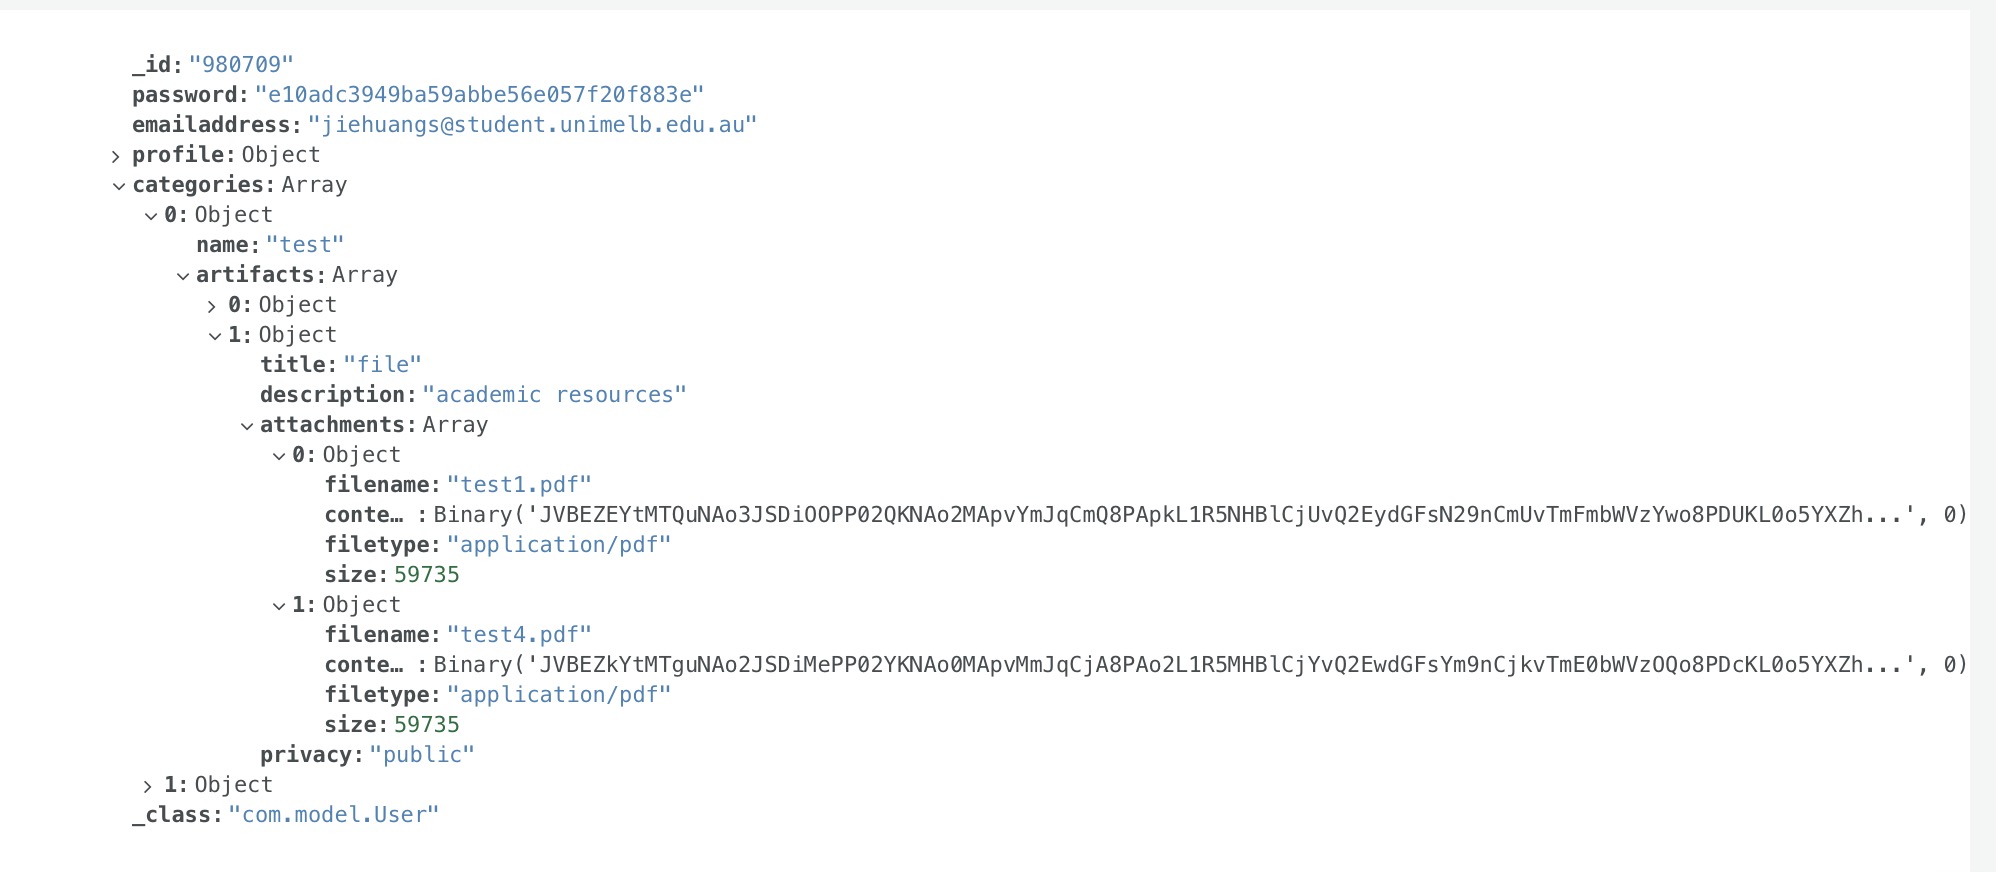 _id: "980709"
password: "e10adc3949ba59abbe56e057f20f883e"
emailaddress: "jiehuangs@student.unimelb.edu.au"
profile: Object
categories: Array
0: Object
name: "test"
artifacts: Array
0: Object
1: Object
title: "file"
description: "academic resources"
attachments: Array
0: Object
filename: "test1.pdf"
conte… : Binary('JVBEZEYtMTQuNAo3JSDiOOPP02QKNAo2MApvYmJqCmQ8PApkL1R5NHBlCjUvQ2EydGFsN29nCmUvTmFmbWVzYwo8PDUKL0o5YXZh...', 0)
filetype: "application/pdf"
size: 59735
1: Object
filename: "test4.pdf"
conte… : Binary('JVBEZkYtMTguNAo2JSDiMePP02YKNAo0MApvMmJqCjA8PAo2L1R5MHBlCjYvQ2EwdGFsYm9nCjkvTmE0bWVzOQo8PDcKL0o5YXZh...', 0)
filetype: "application/pdf"
size: 59735
privacy: "public"
1: Object
_class: "com.model.User"